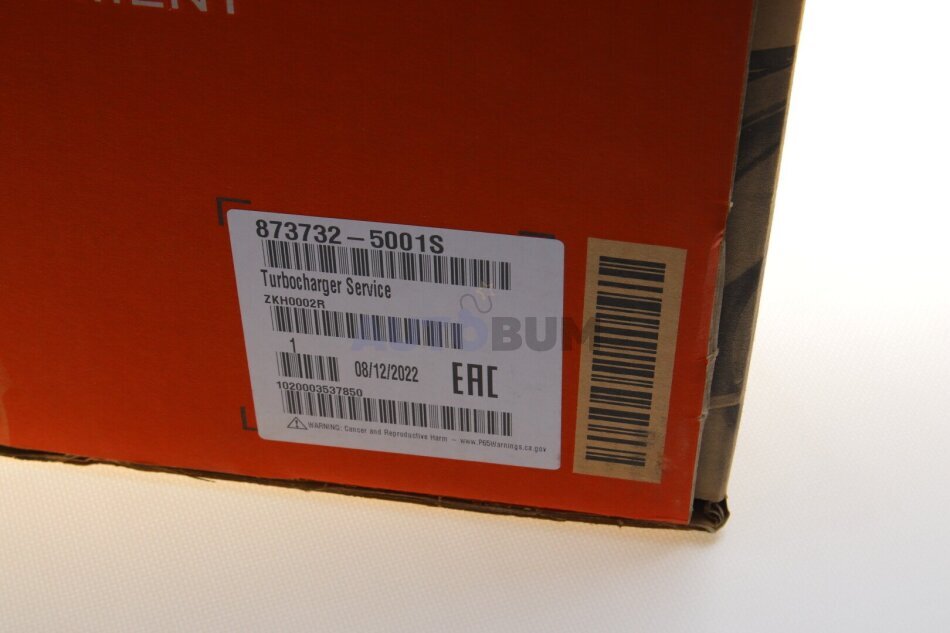 873732-5001S
Turbocharger Service
ZKH0002R
AUTOBUM
1
08/12/2022
EAC
1020003537850
WARNING: Cancer and Reproductive Harm - www.P65Warnings.ca.gov